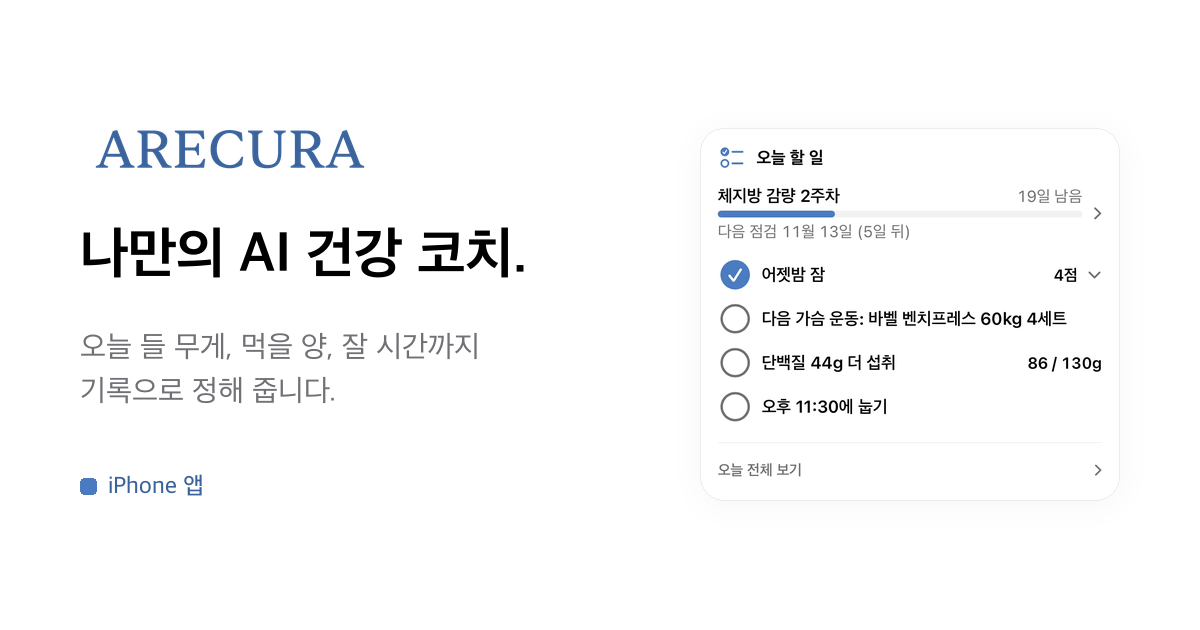 ARECURA
나만의 AI 건강 코치.
오늘 들 무게, 먹을 양, 잘 시간까지
기록으로 정해 줍니다.
iPhone 앱
오늘 할 일
체지방 감량 2주차 19일 남음
다음 점검 11월 13일 (5일 뒤)
어젯밤 잠 4점
다음 가슴 운동: 바벨 벤치프레스 60kg 4세트
단백질 44g 더 섭취 86 / 130g
오후 11:30에 눕기
오늘 전체 보기